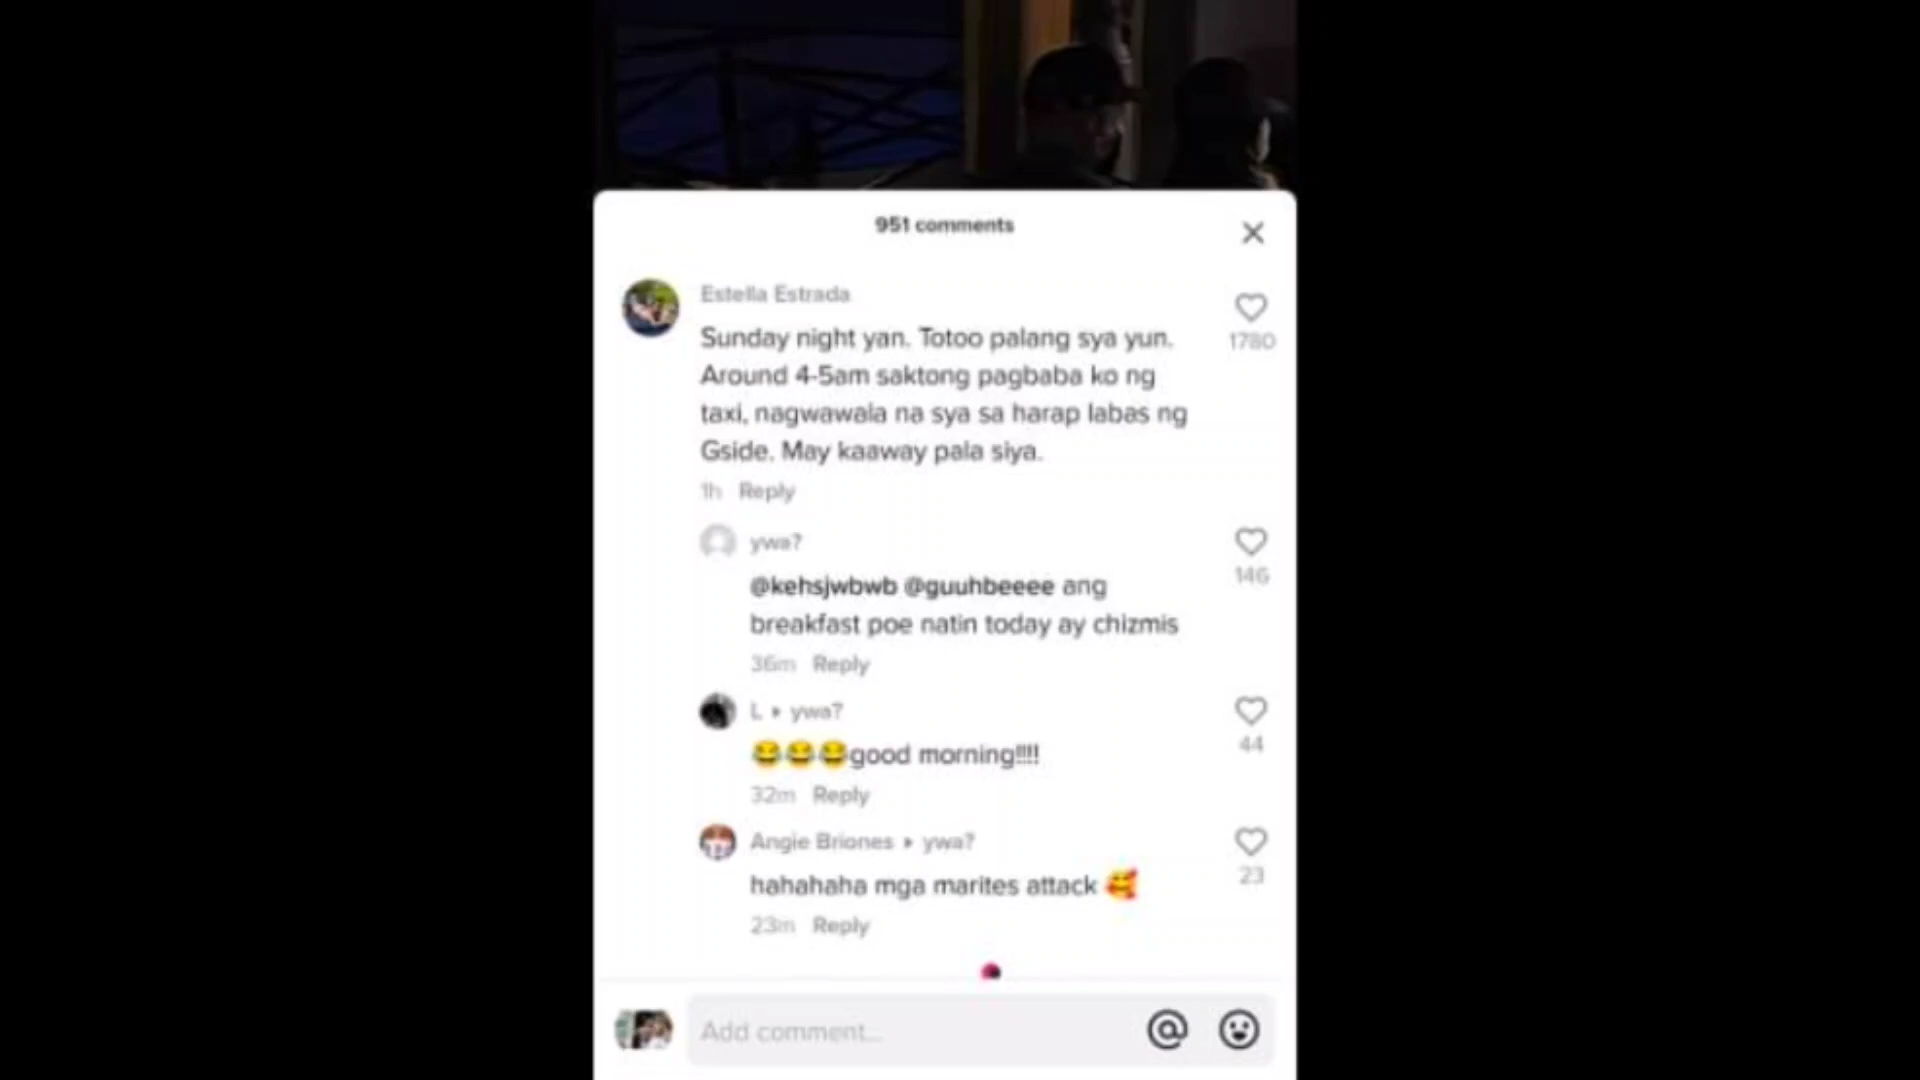 951 comments
Estella Estrada
Sunday night yan. Totoo palang sya yun.
Around 4-5am saktong pagbaba ko ng
taxi, nagwawala na sya sa harap labas ng
Gside. May kaaway pala siya.
1780
1h Reply
ywa?
@kehsjwbwb @guuhbeeee ang
breakfast poe natin today ay chizmis
146
36m Reply
L ▸ ywa?
😂😂😂good morning!!!!
44
32m Reply
Angie Briones ▸ ywa?
hahahaha mga marites attack 🥰
23
23m Reply
Add comment...